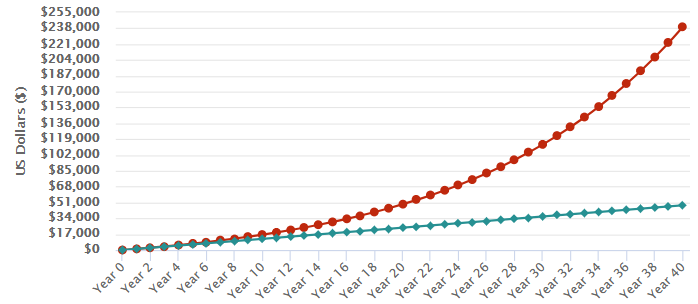 $255,000
$238,000
$221,000
$204,000
$187,000
$170,000
$153,000
$136,000
$119,000
$102,000
$85,000
$68,000
$51,000
$34,000
$17,000
$0
US Dollars ($)
Year 0
Year 2
Year 4
Year 6
Year 8
Year 10
Year 12
Year 14
Year 16
Year 18
Year 20
Year 22
Year 24
Year 26
Year 28
Year 30
Year 32
Year 34
Year 36
Year 38
Year 40